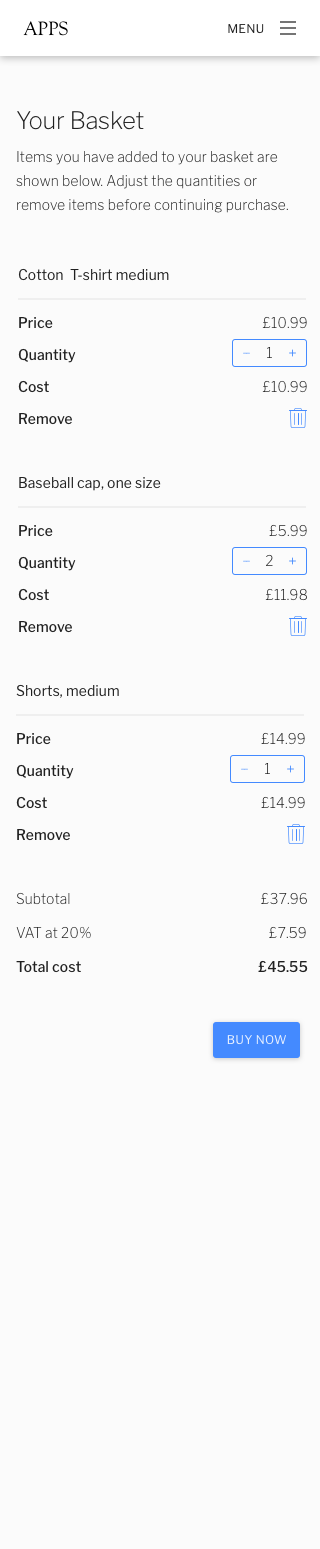 APPS MENU
Your Basket
Items you have added to your basket are
shown below. Adjust the quantities or
remove items before continuing purchase.
Cotton  T-shirt medium
Price £10.99
Quantity − 1 +
Cost £10.99
Remove
Baseball cap, one size
Price £5.99
Quantity − 2 +
Cost £11.98
Remove
Shorts, medium
Price £14.99
Quantity − 1 +
Cost £14.99
Remove
Subtotal £37.96
VAT at 20% £7.59
Total cost £45.55
BUY NOW